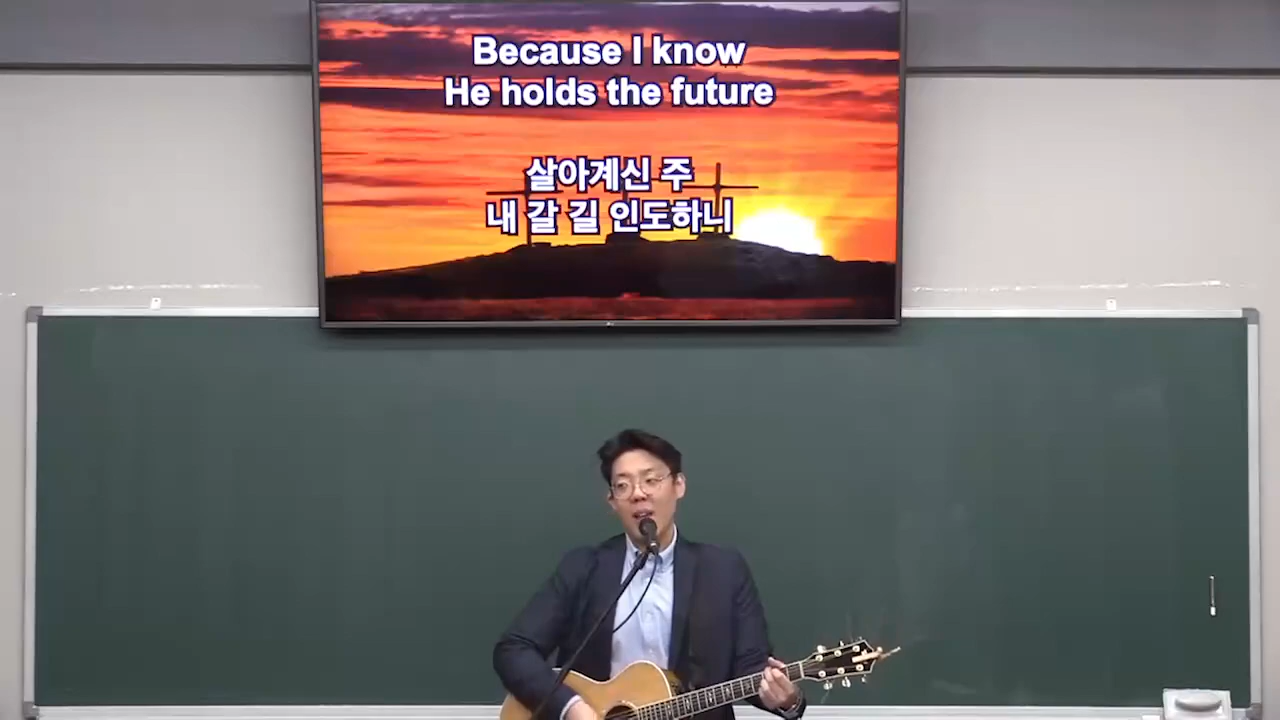 Because I know
He holds the future
살아계신 주
내 갈 길 인도하니